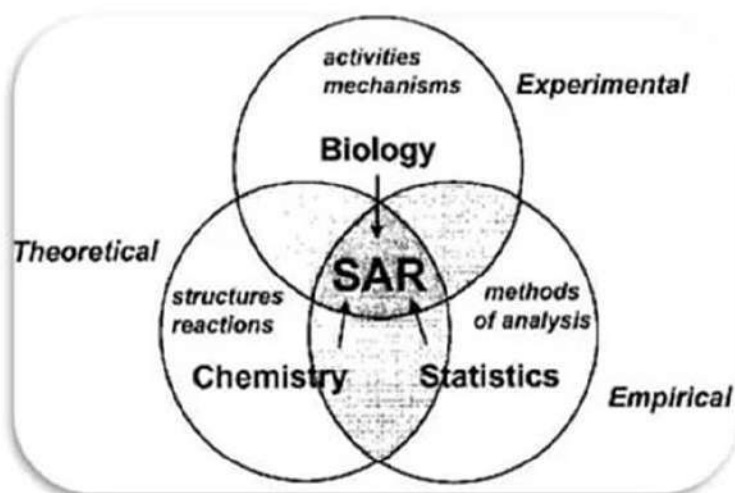 activities
mechanisms
Experimental
Biology
Theoretical
SAR
structures
reactions
methods
of analysis
Chemistry
Statistics
Empirical